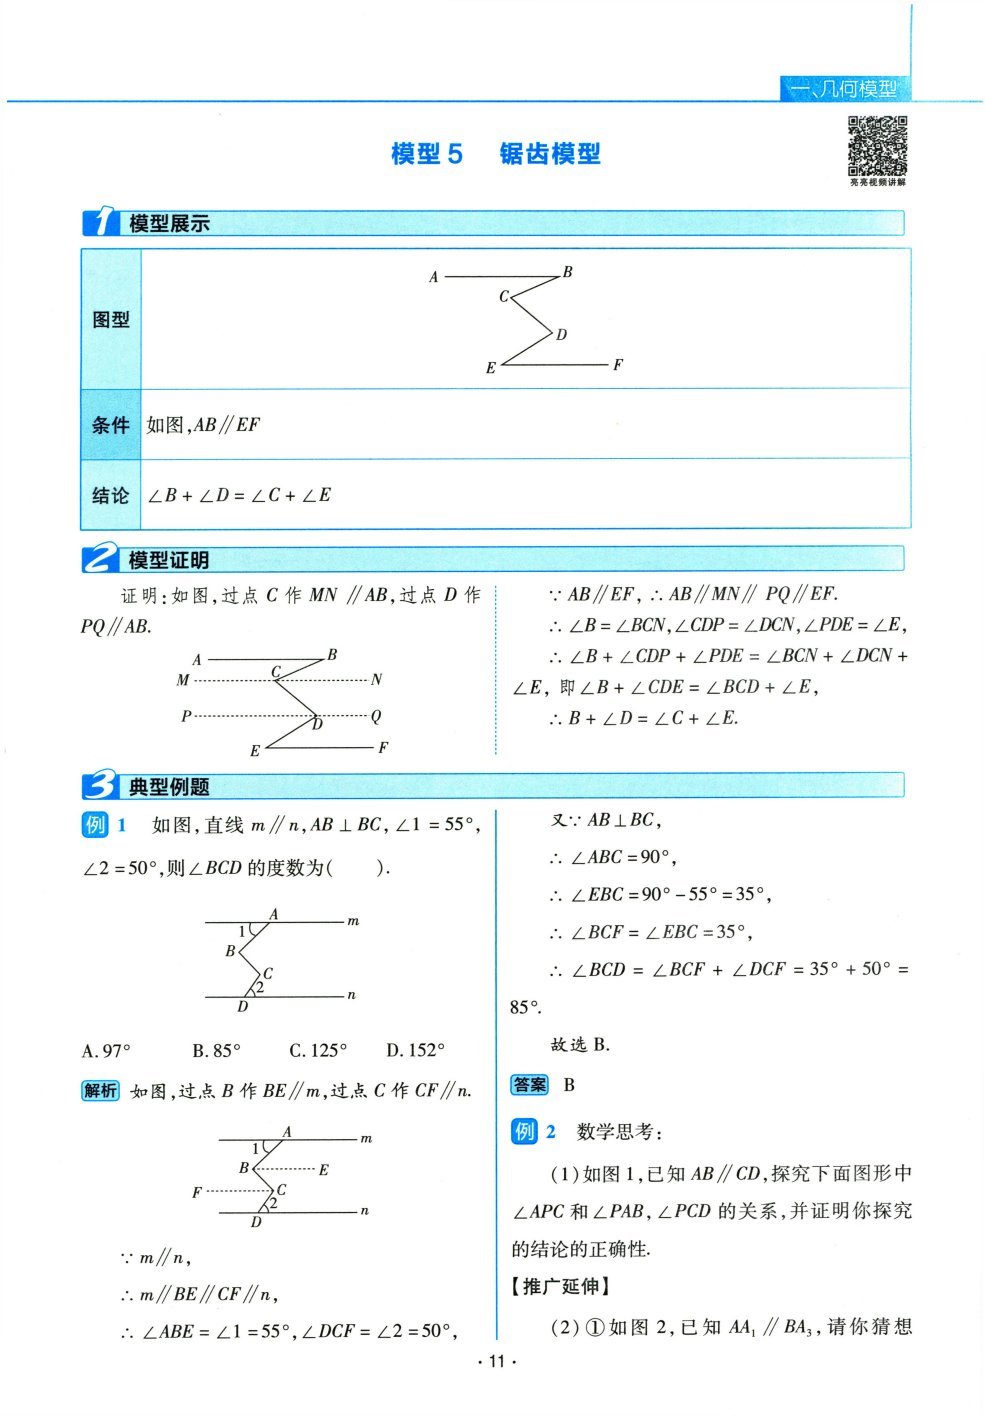 一、几何模型
模型 5 锯齿模型
亮亮视频讲解
1 模型展示
图型
A B
C
D
E F
条件 如图,AB∥EF
结论 ∠B + ∠D = ∠C + ∠E
2 模型证明
证明:如图,过点 C 作 MN ∥AB,过点 D 作
PQ∥AB.
A B
M C N
P D Q
E F
∵ AB∥EF, ∴ AB∥MN∥ PQ∥EF.
∴ ∠B = ∠BCN,∠CDP = ∠DCN,∠PDE = ∠E,
∴ ∠B + ∠CDP + ∠PDE = ∠BCN + ∠DCN +
∠E, 即∠B + ∠CDE = ∠BCD + ∠E,
∴ B + ∠D = ∠C + ∠E.
3 典型例题
例 1 如图,直线 m∥n,AB⊥BC,∠1 = 55°,
∠2 = 50°,则∠BCD 的度数为( ).
A m
1
B
C
2
D n
A. 97° B. 85° C. 125° D. 152°
解析 如图,过点 B 作 BE∥m,过点 C 作 CF∥n.
A m
1
B E
F C
2
D n
∵ m∥n,
∴ m∥BE∥CF∥n,
∴ ∠ABE = ∠1 = 55°,∠DCF = ∠2 = 50°,
又∵ AB⊥BC,
∴ ∠ABC = 90°,
∴ ∠EBC = 90° − 55° = 35°,
∴ ∠BCF = ∠EBC = 35°,
∴ ∠BCD = ∠BCF + ∠DCF = 35° + 50° =
85°.
故选 B.
答案 B
例 2 数学思考:
(1)如图 1,已知 AB∥CD,探究下面图形中
∠APC 和∠PAB,∠PCD 的关系,并证明你探究
的结论的正确性.
【推广延伸】
(2)①如图 2,已知 AA₁∥BA₃,请你猜想
· 11 ·